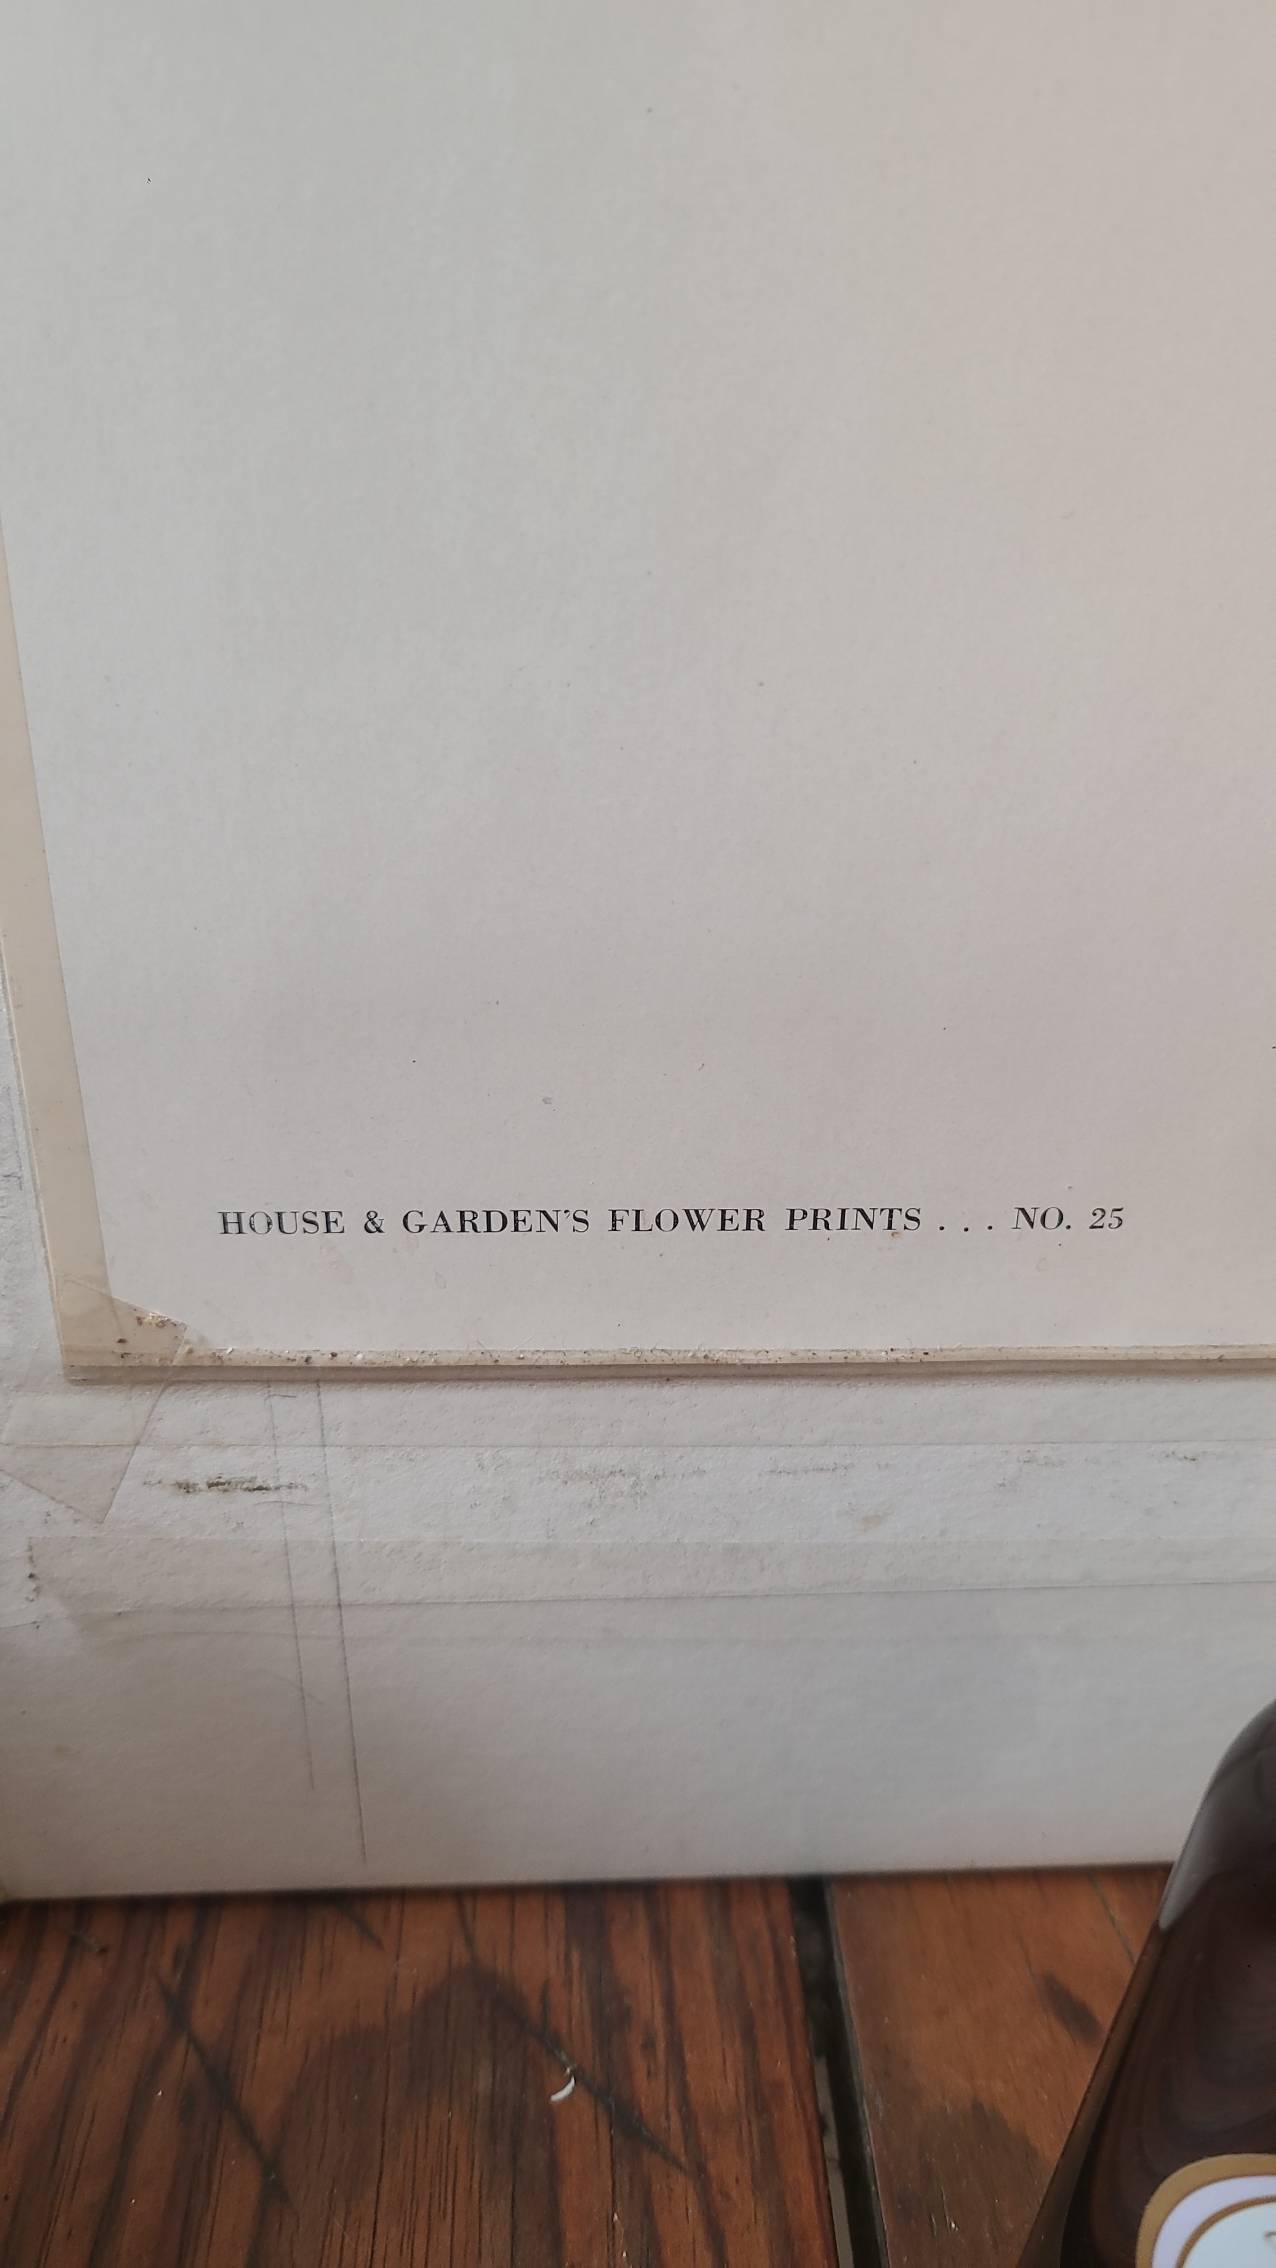 HOUSE & GARDEN'S FLOWER PRINTS . . . NO. 25